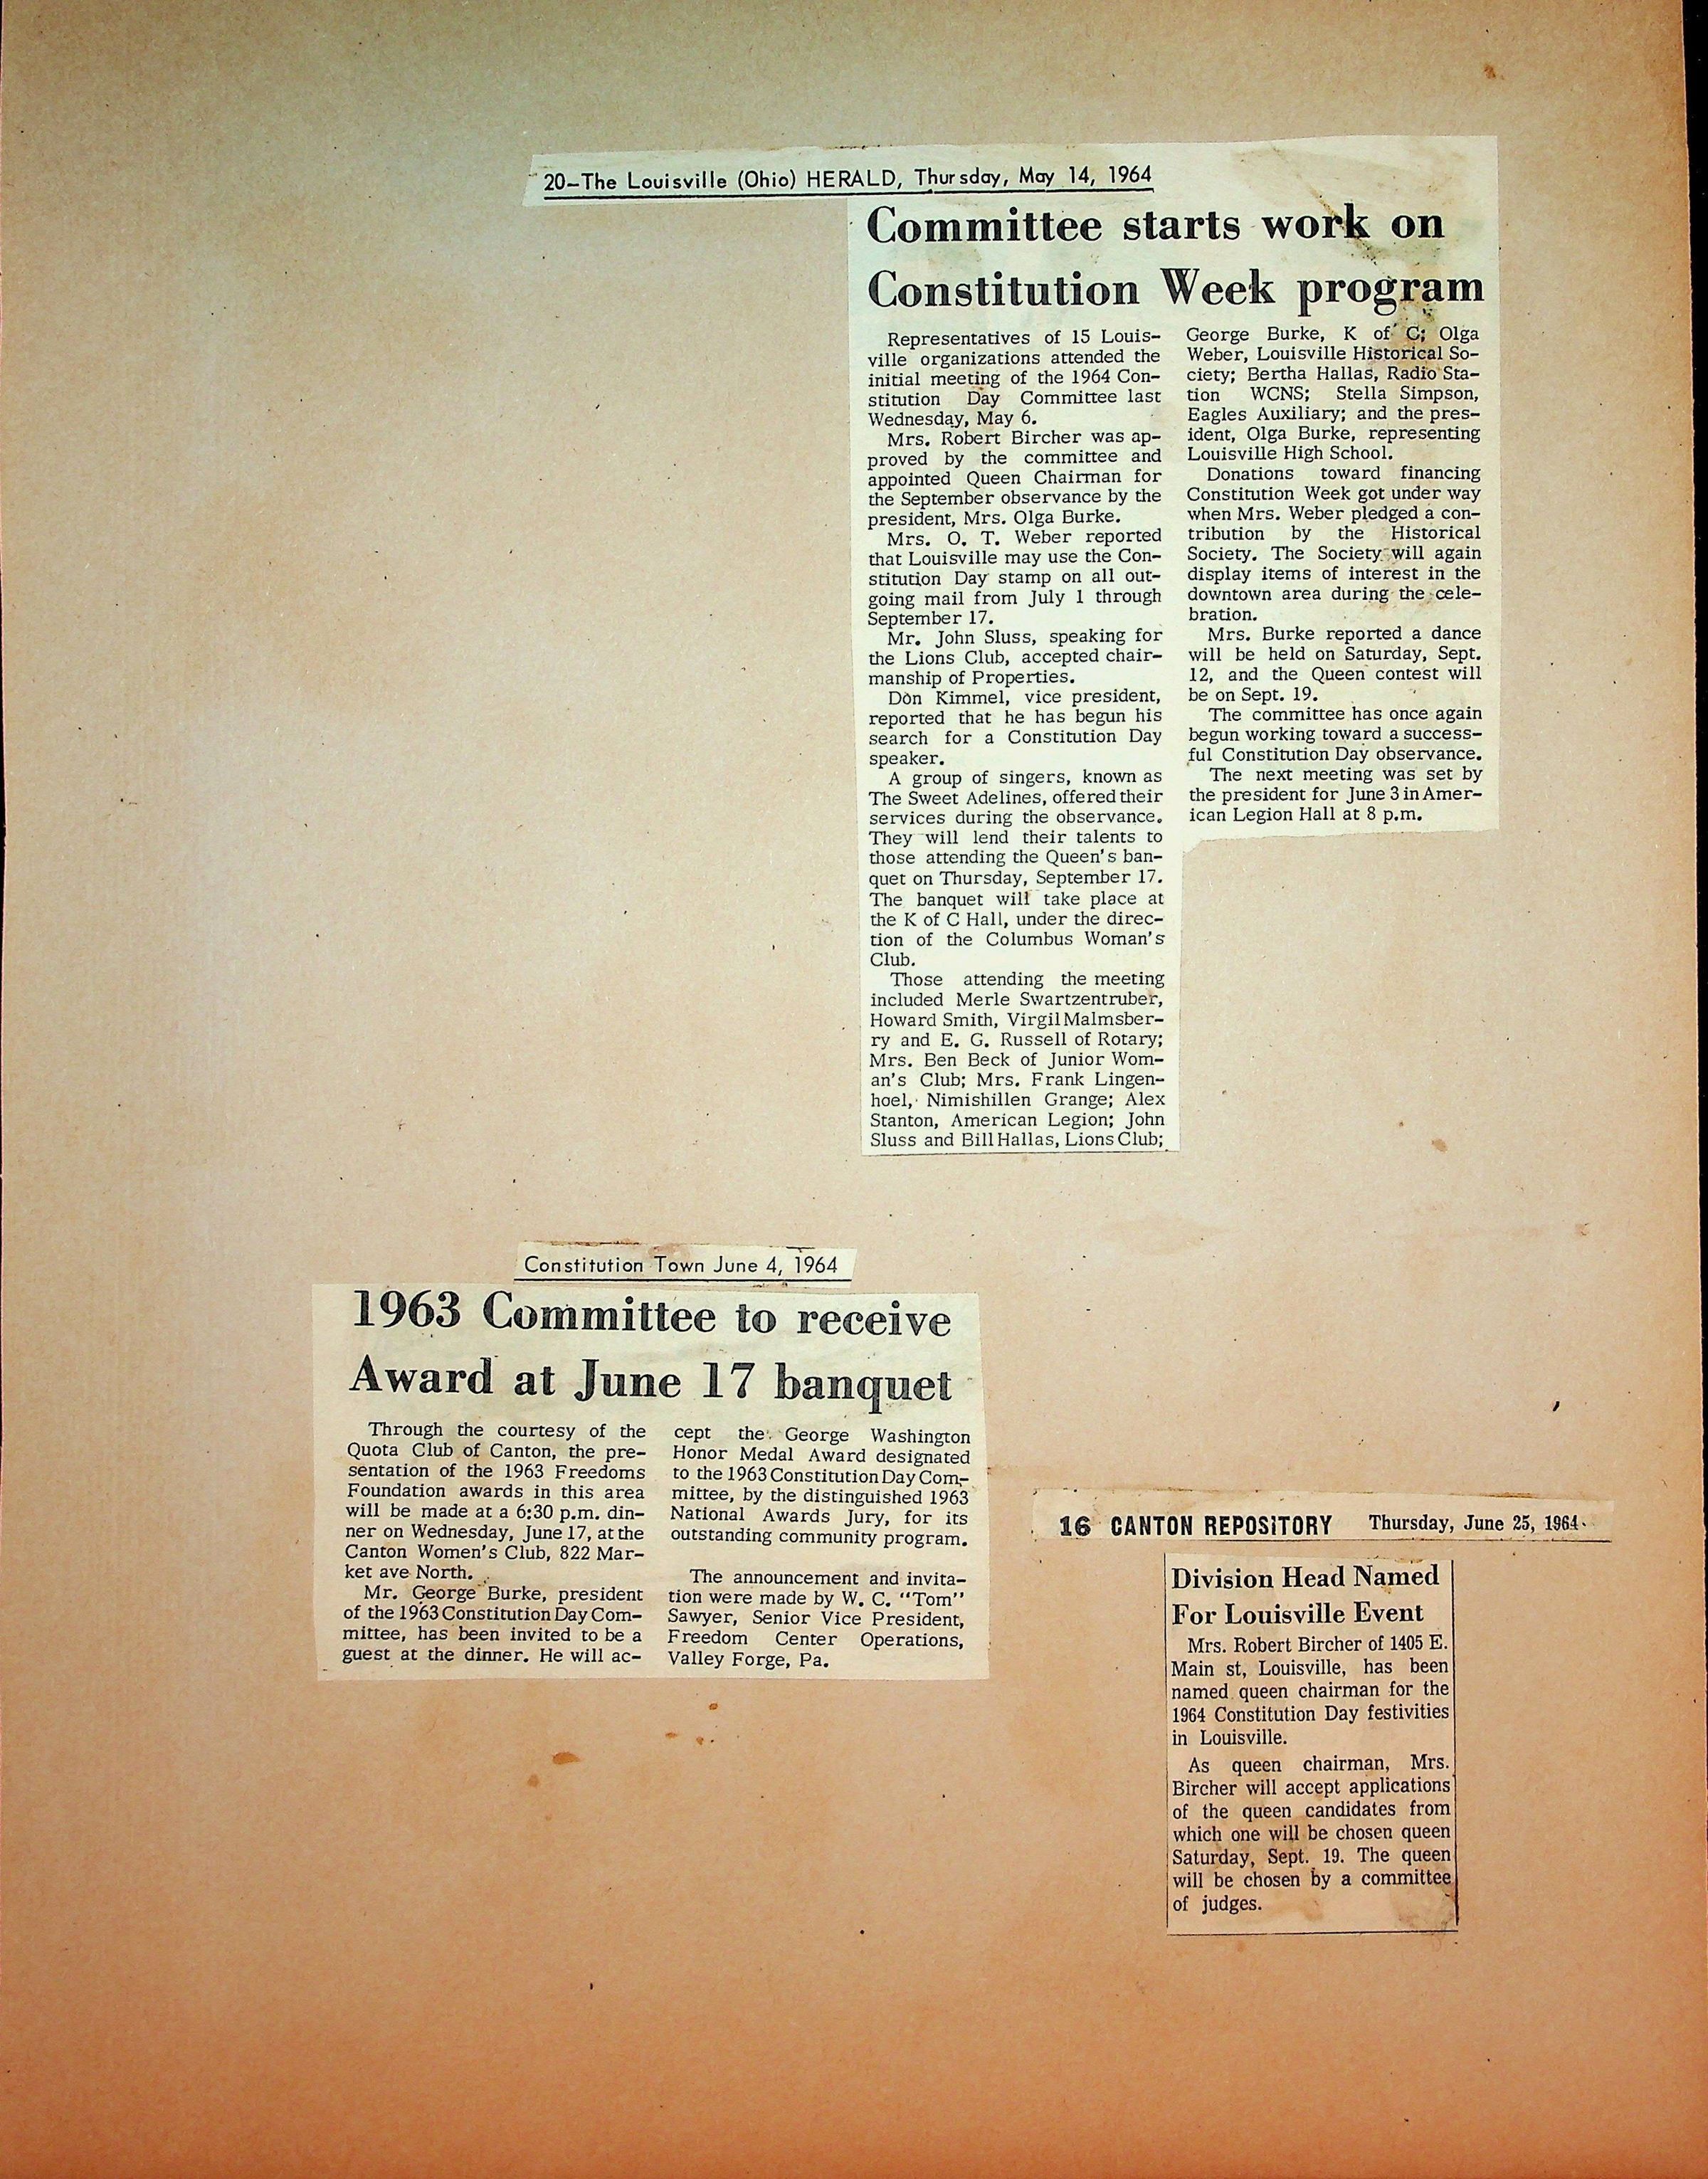 20-The Louisville (Ohio) HERALD, Thursday, May 14, 1964
Committee starts work on
Constitution Week program
Representatives of 15 Louis-
ville organizations attended the
initial meeting of the 1964 Con-
stitution Day Committee last
Wednesday, May 6.
Mrs. Robert Bircher was ap-
proved by the committee and
appointed Queen Chairman for
the September observance by the
president, Mrs. Olga Burke.
Mrs. O. T. Weber reported
that Louisville may use the Con-
stitution Day stamp on all out-
going mail from July 1 through
September 17.
Mr. John Sluss, speaking for
the Lions Club, accepted chair-
manship of Properties.
Don Kimmel, vice president,
reported that he has begun his
search for a Constitution Day
speaker.
A group of singers, known as
The Sweet Adelines, offered their
services during the observance.
They will lend their talents to
those attending the Queen's ban-
quet on Thursday, September 17.
The banquet will take place at
the K of C Hall, under the direc-
tion of the Columbus Woman's
Club.
Those attending the meeting
included Merle Swartzentruber,
Howard Smith, Virgil Malmsber-
ry and E. G. Russell of Rotary;
Mrs. Ben Beck of Junior Wom-
an's Club; Mrs. Frank Lingen-
hoel, Nimishillen Grange; Alex
Stanton, American Legion; John
Sluss and Bill Hallas, Lions Club;
George Burke, K of C; Olga
Weber, Louisville Historical So-
ciety; Bertha Hallas, Radio Sta-
tion WCNS; Stella Simpson,
Eagles Auxiliary; and the pres-
ident, Olga Burke, representing
Louisville High School.
Donations toward financing
Constitution Week got under way
when Mrs. Weber pledged a con-
tribution by the Historical
Society. The Society will again
display items of interest in the
downtown area during the cele-
bration.
Mrs. Burke reported a dance
will be held on Saturday, Sept.
12, and the Queen contest will
be on Sept. 19.
The committee has once again
begun working toward a success-
ful Constitution Day observance.
The next meeting was set by
the president for June 3 in Amer-
ican Legion Hall at 8 p.m.
Constitution Town June 4, 1964
1963 Committee to receive
Award at June 17 banquet
Through the courtesy of the
Quota Club of Canton, the pre-
sentation of the 1963 Freedoms
Foundation awards in this area
will be made at a 6:30 p.m. din-
ner on Wednesday, June 17, at the
Canton Women's Club, 822 Mar-
ket ave North.
Mr. George Burke, president
of the 1963 Constitution Day Com-
mittee, has been invited to be a
guest at the dinner. He will ac-
cept the George Washington
Honor Medal Award designated
to the 1963 Constitution Day Com-
mittee, by the distinguished 1963
National Awards Jury, for its
outstanding community program.
The announcement and invita-
tion were made by W. C. "Tom"
Sawyer, Senior Vice President,
Freedom Center Operations,
Valley Forge, Pa.
16 CANTON REPOSITORY Thursday, June 25, 1964
Division Head Named
For Louisville Event
Mrs. Robert Bircher of 1405 E.
Main st, Louisville, has been
named queen chairman for the
1964 Constitution Day festivities
in Louisville.
As queen chairman, Mrs.
Bircher will accept applications
of the queen candidates from
which one will be chosen queen
Saturday, Sept. 19. The queen
will be chosen by a committee
of judges.